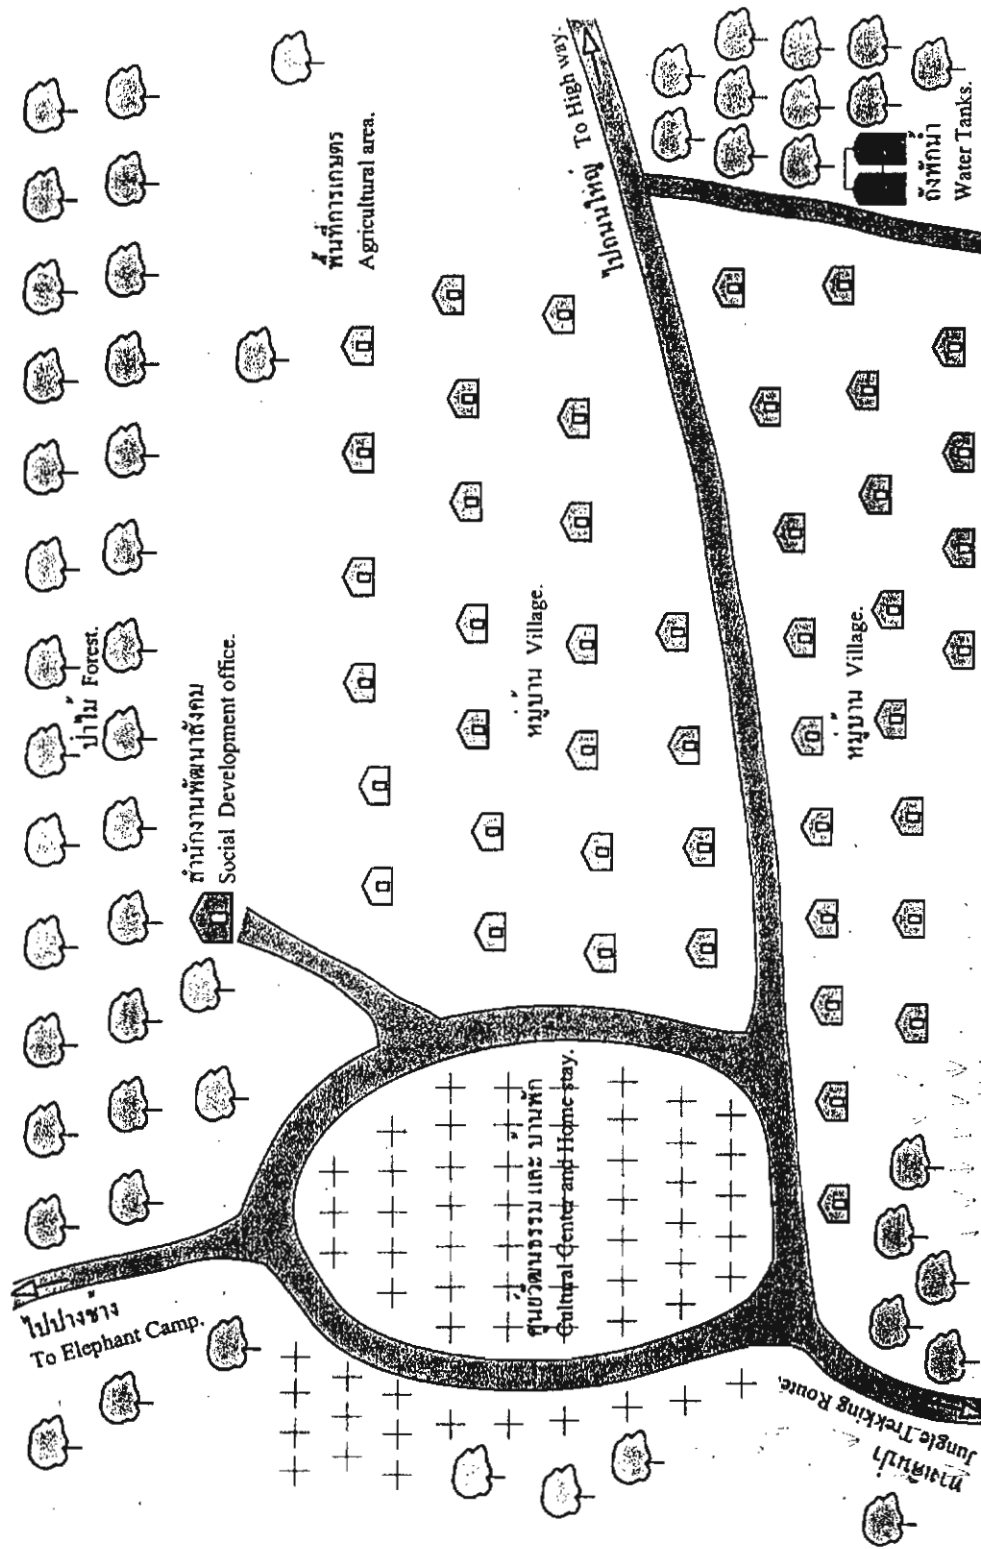 ป่าไม้ Forest.
สำนักงานพัฒนาสังคม
Social Development office.
พื้นที่การเกษตร
Agricultural area.
ไปปางช้าง
To Elephant Camp.
หมู่บ้าน Village.
ศูนย์วัฒนธรรม และ บ้านพัก
Cultural Center and Home stay.
ไปถนนใหญ่ To High way.
หมู่บ้าน Village.
ถังพักน้ำ
Water Tanks.
ทางเดินป่า
Jungle Trekking Route.